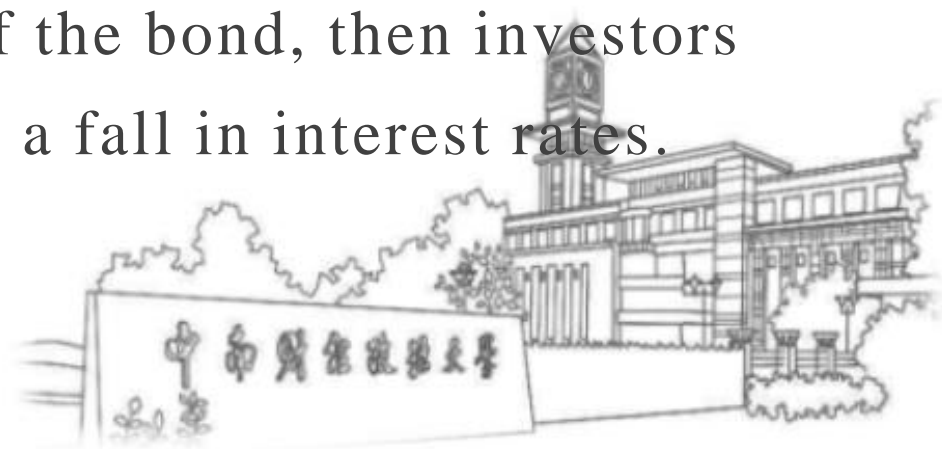 f the bond, then investors
a fall in interest rates.
中南财经政法大学